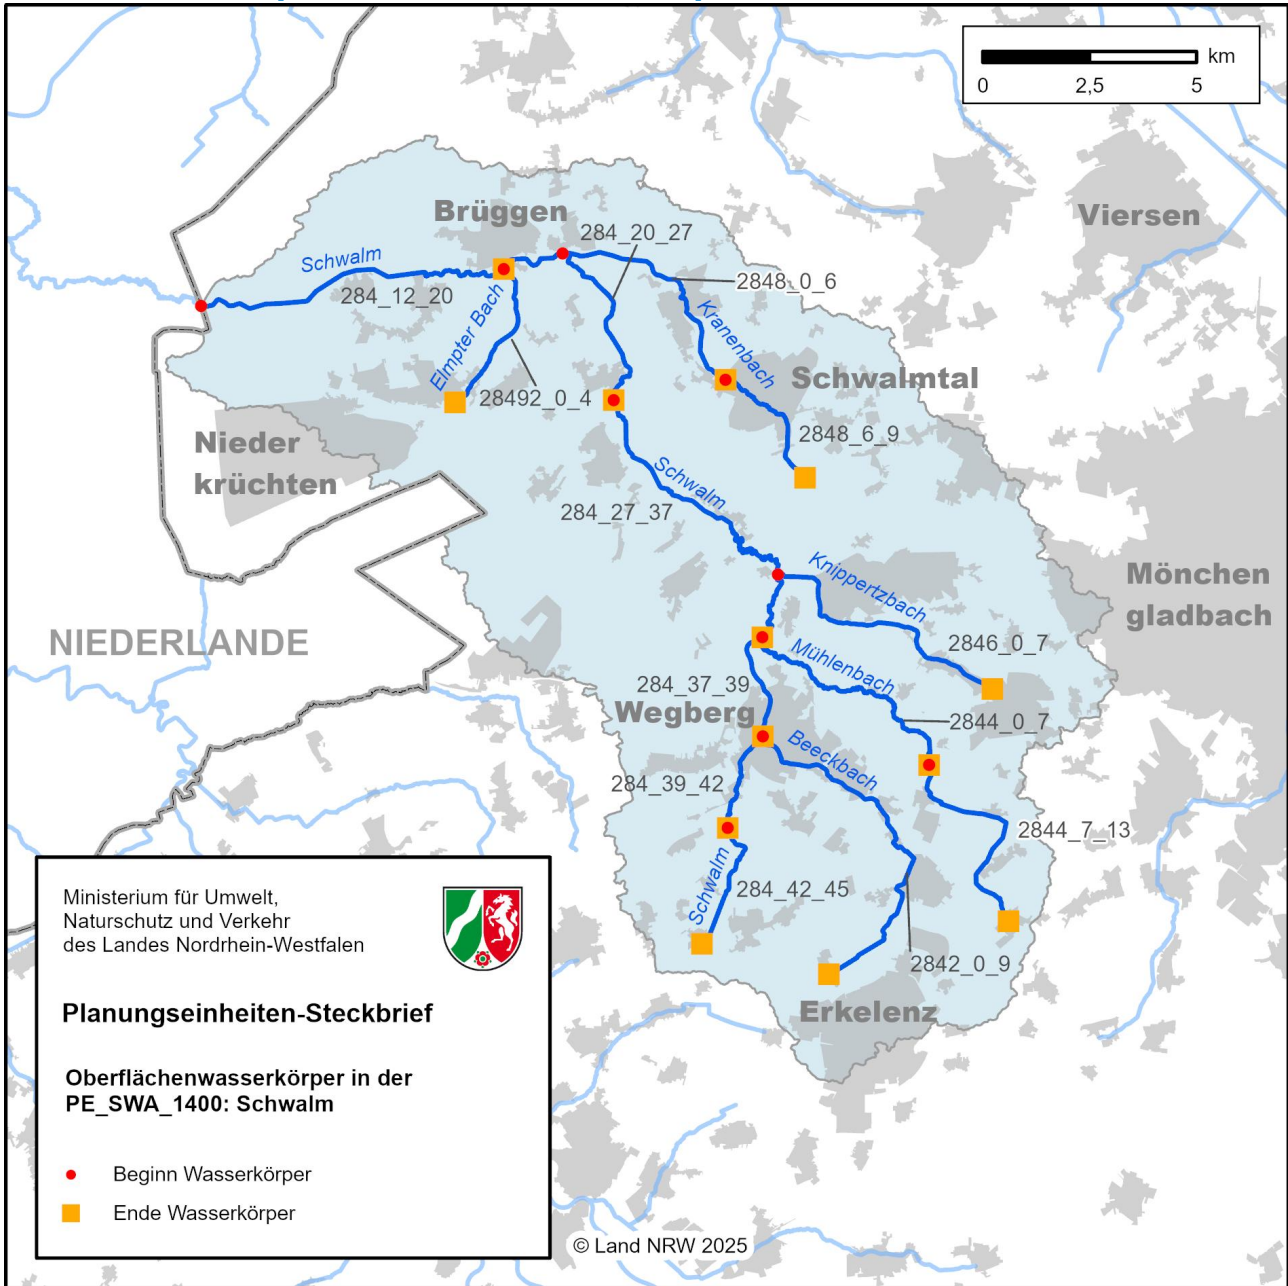 km
0 2,5 5
Viersen
Brüggen
284_20_27
Schwalm
2848_0_6
284_12_20
Elmpter Bach
Kranenbach
Schwalmtal
28492_0_4
2848_6_9
Nieder
krüchten
Schwalm
284_27_37
Knippertzbach
Mönchen
gladbach
NIEDERLANDE
2846_0_7
Mühlenbach
284_37_39
Wegberg
2844_0_7
Beeckbach
284_39_42
2844_7_13
Schwalm
284_42_45
2842_0_9
Erkelenz
Ministerium für Umwelt,
Naturschutz und Verkehr
des Landes Nordrhein-Westfalen
Planungseinheiten-Steckbrief
Oberflächenwasserkörper in der
PE_SWA_1400: Schwalm
Beginn Wasserkörper
Ende Wasserkörper
© Land NRW 2025